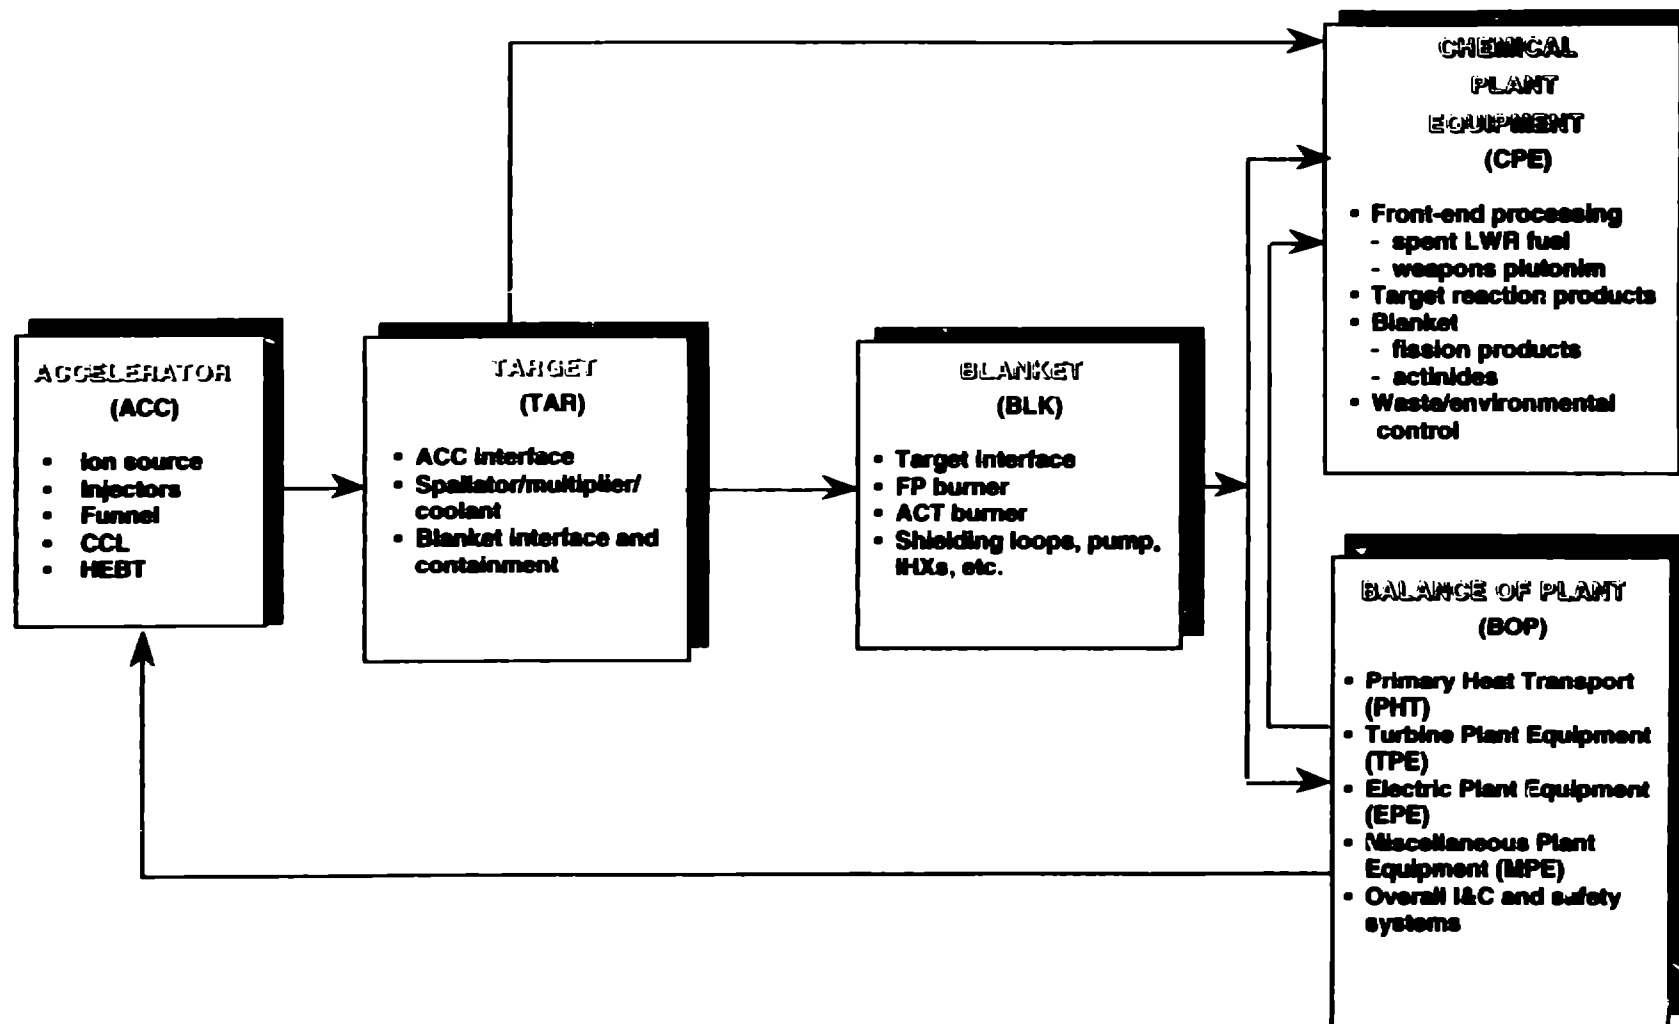 ACCELERATOR
(ACC)
• Ion source
• Injectors
• Funnel
• CCL
• HEBT
TARGET
(TAR)
• ACC interface
• Spallator/multiplier/
coolant
• Blanket interface and
containment
BLANKET
(BLK)
• Target interface
• FP burner
• ACT burner
• Shielding loops, pump,
IHXs, etc.
CHEMICAL
PLANT
EQUIPMENT
(CPE)
• Front-end processing
- spent LWR fuel
- weapons plutonim
• Target reaction products
• Blanket
- fission products
- actinides
• Waste/environmental
control
BALANCE OF PLANT
(BOP)
• Primary Heat Transport
(PHT)
• Turbine Plant Equipment
(TPE)
• Electric Plant Equipment
(EPE)
• Miscellaneous Plant
Equipment (MPE)
• Overall I&C and safety
systems